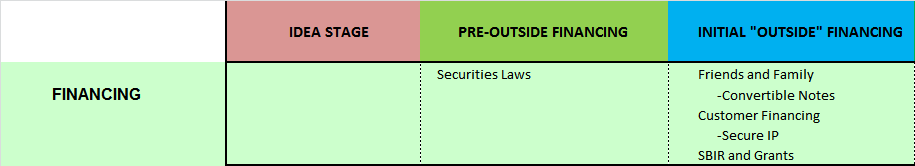 IDEA STAGE
PRE-OUTSIDE FINANCING
INITIAL "OUTSIDE" FINANCING
FINANCING
Securities Laws
Friends and Family
-Convertible Notes
Customer Financing
-Secure IP
SBIR and Grants